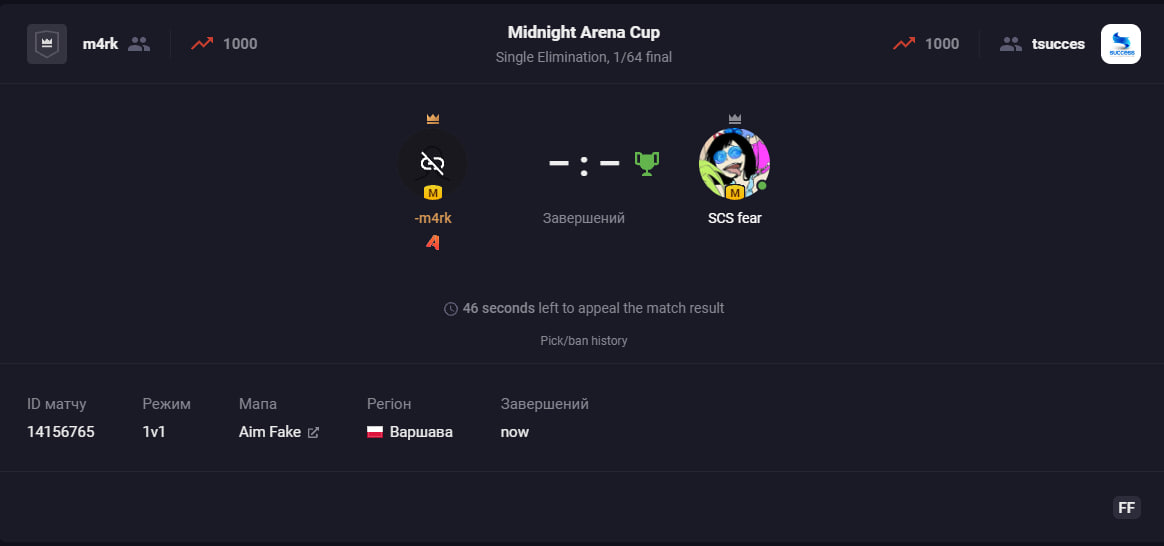 m4rk 1000 Midnight Arena Cup 1000 tsucces success
Single Elimination, 1/64 final
– : –
M M
-m4rk Завершений SCS fear
46 seconds left to appeal the match result
Pick/ban history
ID матчу Режим Мапа Регіон Завершений
14156765 1v1 Aim Fake Варшава now
FF